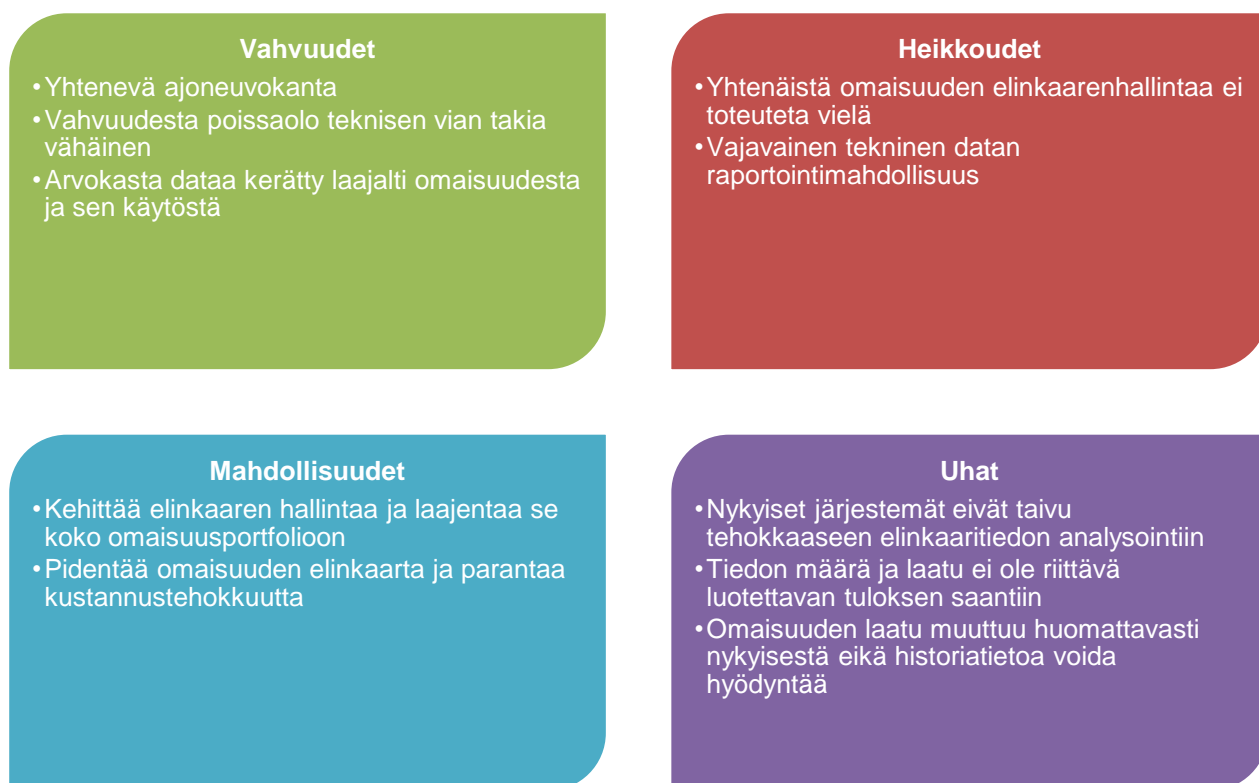 Vahvuudet
•Yhtenevä ajoneuvokanta
•Vahvuudesta poissaolo teknisen vian takia
vähäinen
•Arvokasta dataa kerätty laajalti omaisuudesta
ja sen käytöstä
Heikkoudet
•Yhtenäistä omaisuuden elinkaarenhallintaa ei
toteuteta vielä
•Vajavainen tekninen datan
raportointimahdollisuus
Mahdollisuudet
•Kehittää elinkaaren hallintaa ja laajentaa se
koko omaisuusportfolioon
•Pidentää omaisuuden elinkaarta ja parantaa
kustannustehokkuutta
Uhat
•Nykyiset järjestemät eivät taivu
tehokkaaseen elinkaaritiedon analysointiin
•Tiedon määrä ja laatu ei ole riittävä
luotettavan tuloksen saantiin
•Omaisuuden laatu muuttuu huomattavasti
nykyisestä eikä historiatietoa voida
hyödyntää